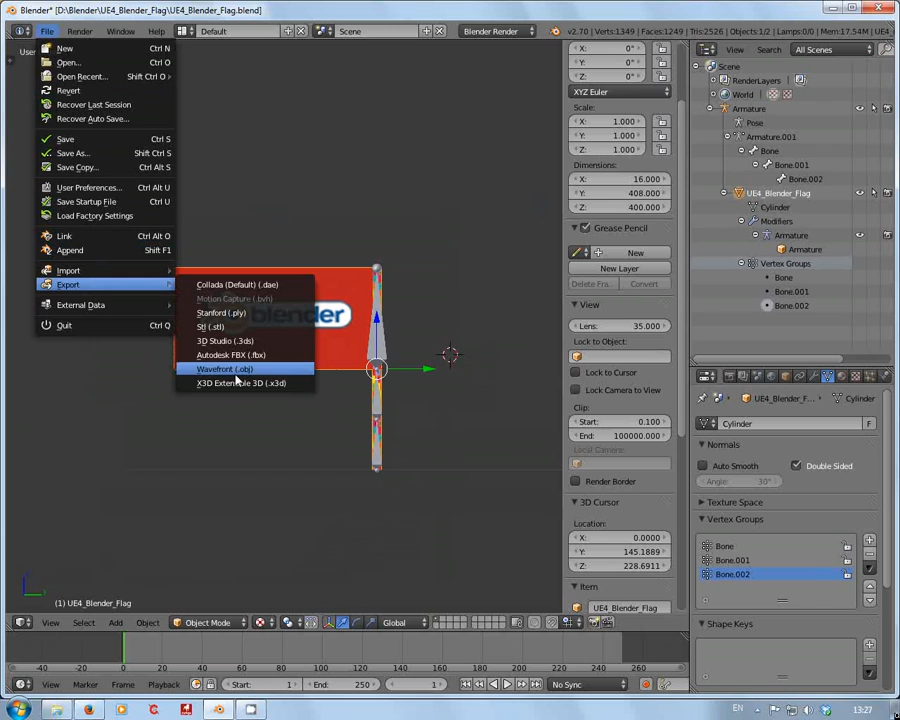 Blender* [D:\Blender\UE4_Blender_Flag\UE4_Blender_Flag.blend]
File Render Window Help Default Scene Blender Render v2.70 | Verts:1349 | Faces:1249 | Tris:2526 | Objects:1/2 | Lamps:0/0 | Mem:17.54M
New Ctrl N
Open... Ctrl O
Open Recent... Shift Ctrl O
Revert
Recover Last Session
Recover Auto Save...
Save Ctrl S
Save As... Shift Ctrl S
Save Copy... Ctrl Alt S
User Preferences... Ctrl Alt U
Save Startup File Ctrl U
Load Factory Settings
Link Ctrl Alt O
Append Shift F1
Import
Export
External Data
Quit Ctrl Q
Collada (Default) (.dae)
Motion Capture (.bvh)
Stanford (.ply)
Stl (.stl)
3D Studio (.3ds)
Autodesk FBX (.fbx)
Wavefront (.obj)
X3D Extensible 3D (.x3d)
blender
(1) UE4_Blender_Flag
X: 0°
Y: 0°
Z: 0°
XYZ Euler
Scale:
X: 1.000
Y: 1.000
Z: 1.000
Dimensions:
X: 16.000
Y: 408.000
Z: 400.000
Grease Pencil
New
New Layer
Delete Fra... Convert
View
Lens: 35.000
Lock to Object:
Lock to Cursor
Lock Camera to View
Clip:
Start: 0.100
End: 100000.000
Local Camera:
Render Border
3D Cursor
Location:
X: 0.0000
Y: 145.1889
Z: 228.6911
Item
UE4_Blender_Flag
View Search All Scenes
Scene
RenderLayers
World
Armature
Pose
Armature.001
Bone
Bone.001
Bone.002
UE4_Blender_Flag
Cylinder
Modifiers
Armature
Armature
Vertex Groups
Bone
Bone.001
Bone.002
UE4_Blender_F... Cylinder
Cylinder F
Normals
Auto Smooth Double Sided
Angle: 30°
Texture Space
Vertex Groups
Bone
Bone.001
Bone.002
Shape Keys
View Select Add Object Object Mode Global
-40 -20 0 20 40 60 80 100 120 140 160 180 200 220 240 260
View Marker Frame Playback Start: 1 End: 250 1 No Sync
EN 13:27